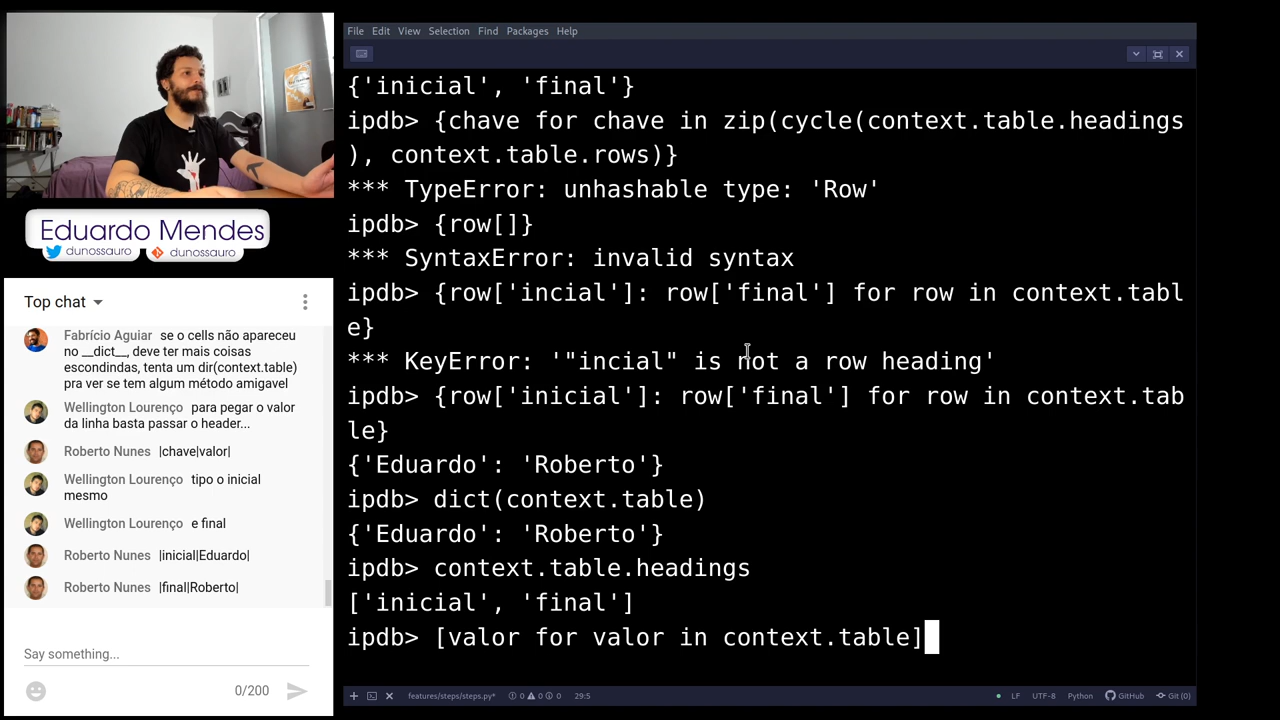 Eduardo Mendes
dunossauro dunossauro
Top chat
Fabrício Aguiar se o cells não apareceu
no __dict__, deve ter mais coisas
escondidas, tenta um dir(context.table)
pra ver se tem algum método amigavel
Wellington Lourenço para pegar o valor
da linha basta passar o header...
Roberto Nunes |chave|valor|
Wellington Lourenço tipo o inicial
mesmo
Wellington Lourenço e final
Roberto Nunes |inicial|Eduardo|
Roberto Nunes |final|Roberto|
Say something...
0/200
File Edit View Selection Find Packages Help
{'inicial', 'final'}
ipdb> {chave for chave in zip(cycle(context.table.headings
), context.table.rows)}
*** TypeError: unhashable type: 'Row'
ipdb> {row[]}
*** SyntaxError: invalid syntax
ipdb> {row['incial']: row['final'] for row in context.tabl
e}
*** KeyError: '"incial" is not a row heading'
ipdb> {row['inicial']: row['final'] for row in context.tab
le}
{'Eduardo': 'Roberto'}
ipdb> dict(context.table)
{'Eduardo': 'Roberto'}
ipdb> context.table.headings
['inicial', 'final']
ipdb> [valor for valor in context.table]
features/steps/steps.py* 0 0 0 29:5 LF UTF-8 Python GitHub Git (0)